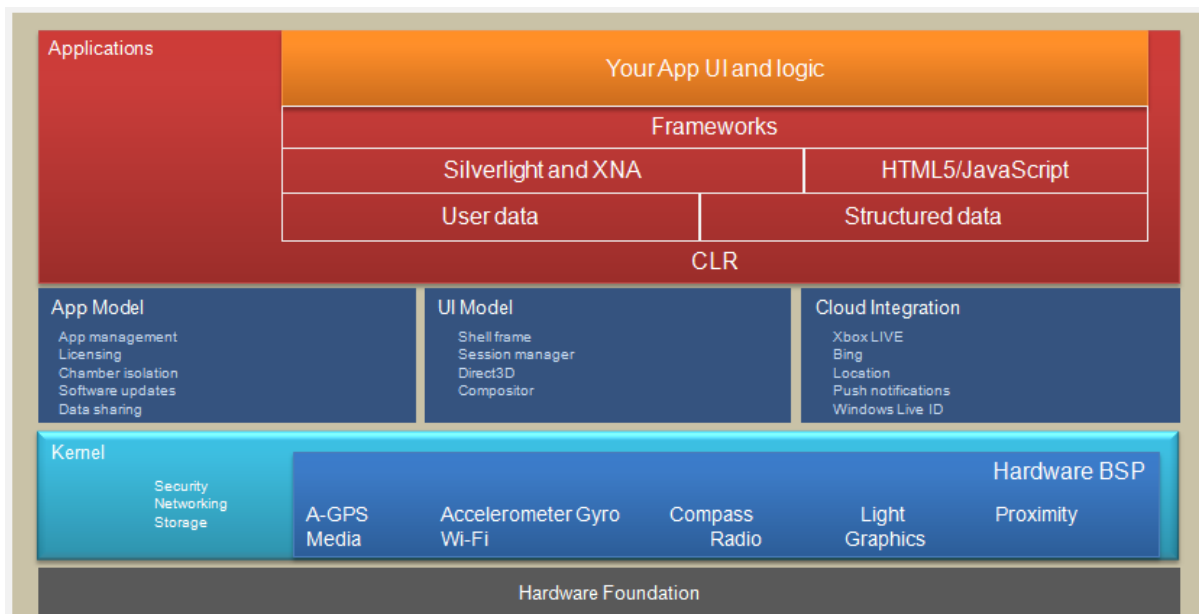 Applications
Your App UI and logic
Frameworks
Silverlight and XNA
HTML5/JavaScript
User data
Structured data
CLR
App Model
App management
Licensing
Chamber isolation
Software updates
Data sharing
UI Model
Shell frame
Session manager
Direct3D
Compositor
Cloud Integration
Xbox LIVE
Bing
Location
Push notifications
Windows Live ID
Kernel
Security
Networking
Storage
Hardware BSP
A-GPS Accelerometer Gyro Compass Light Proximity
Media Wi-Fi Radio Graphics
Hardware Foundation